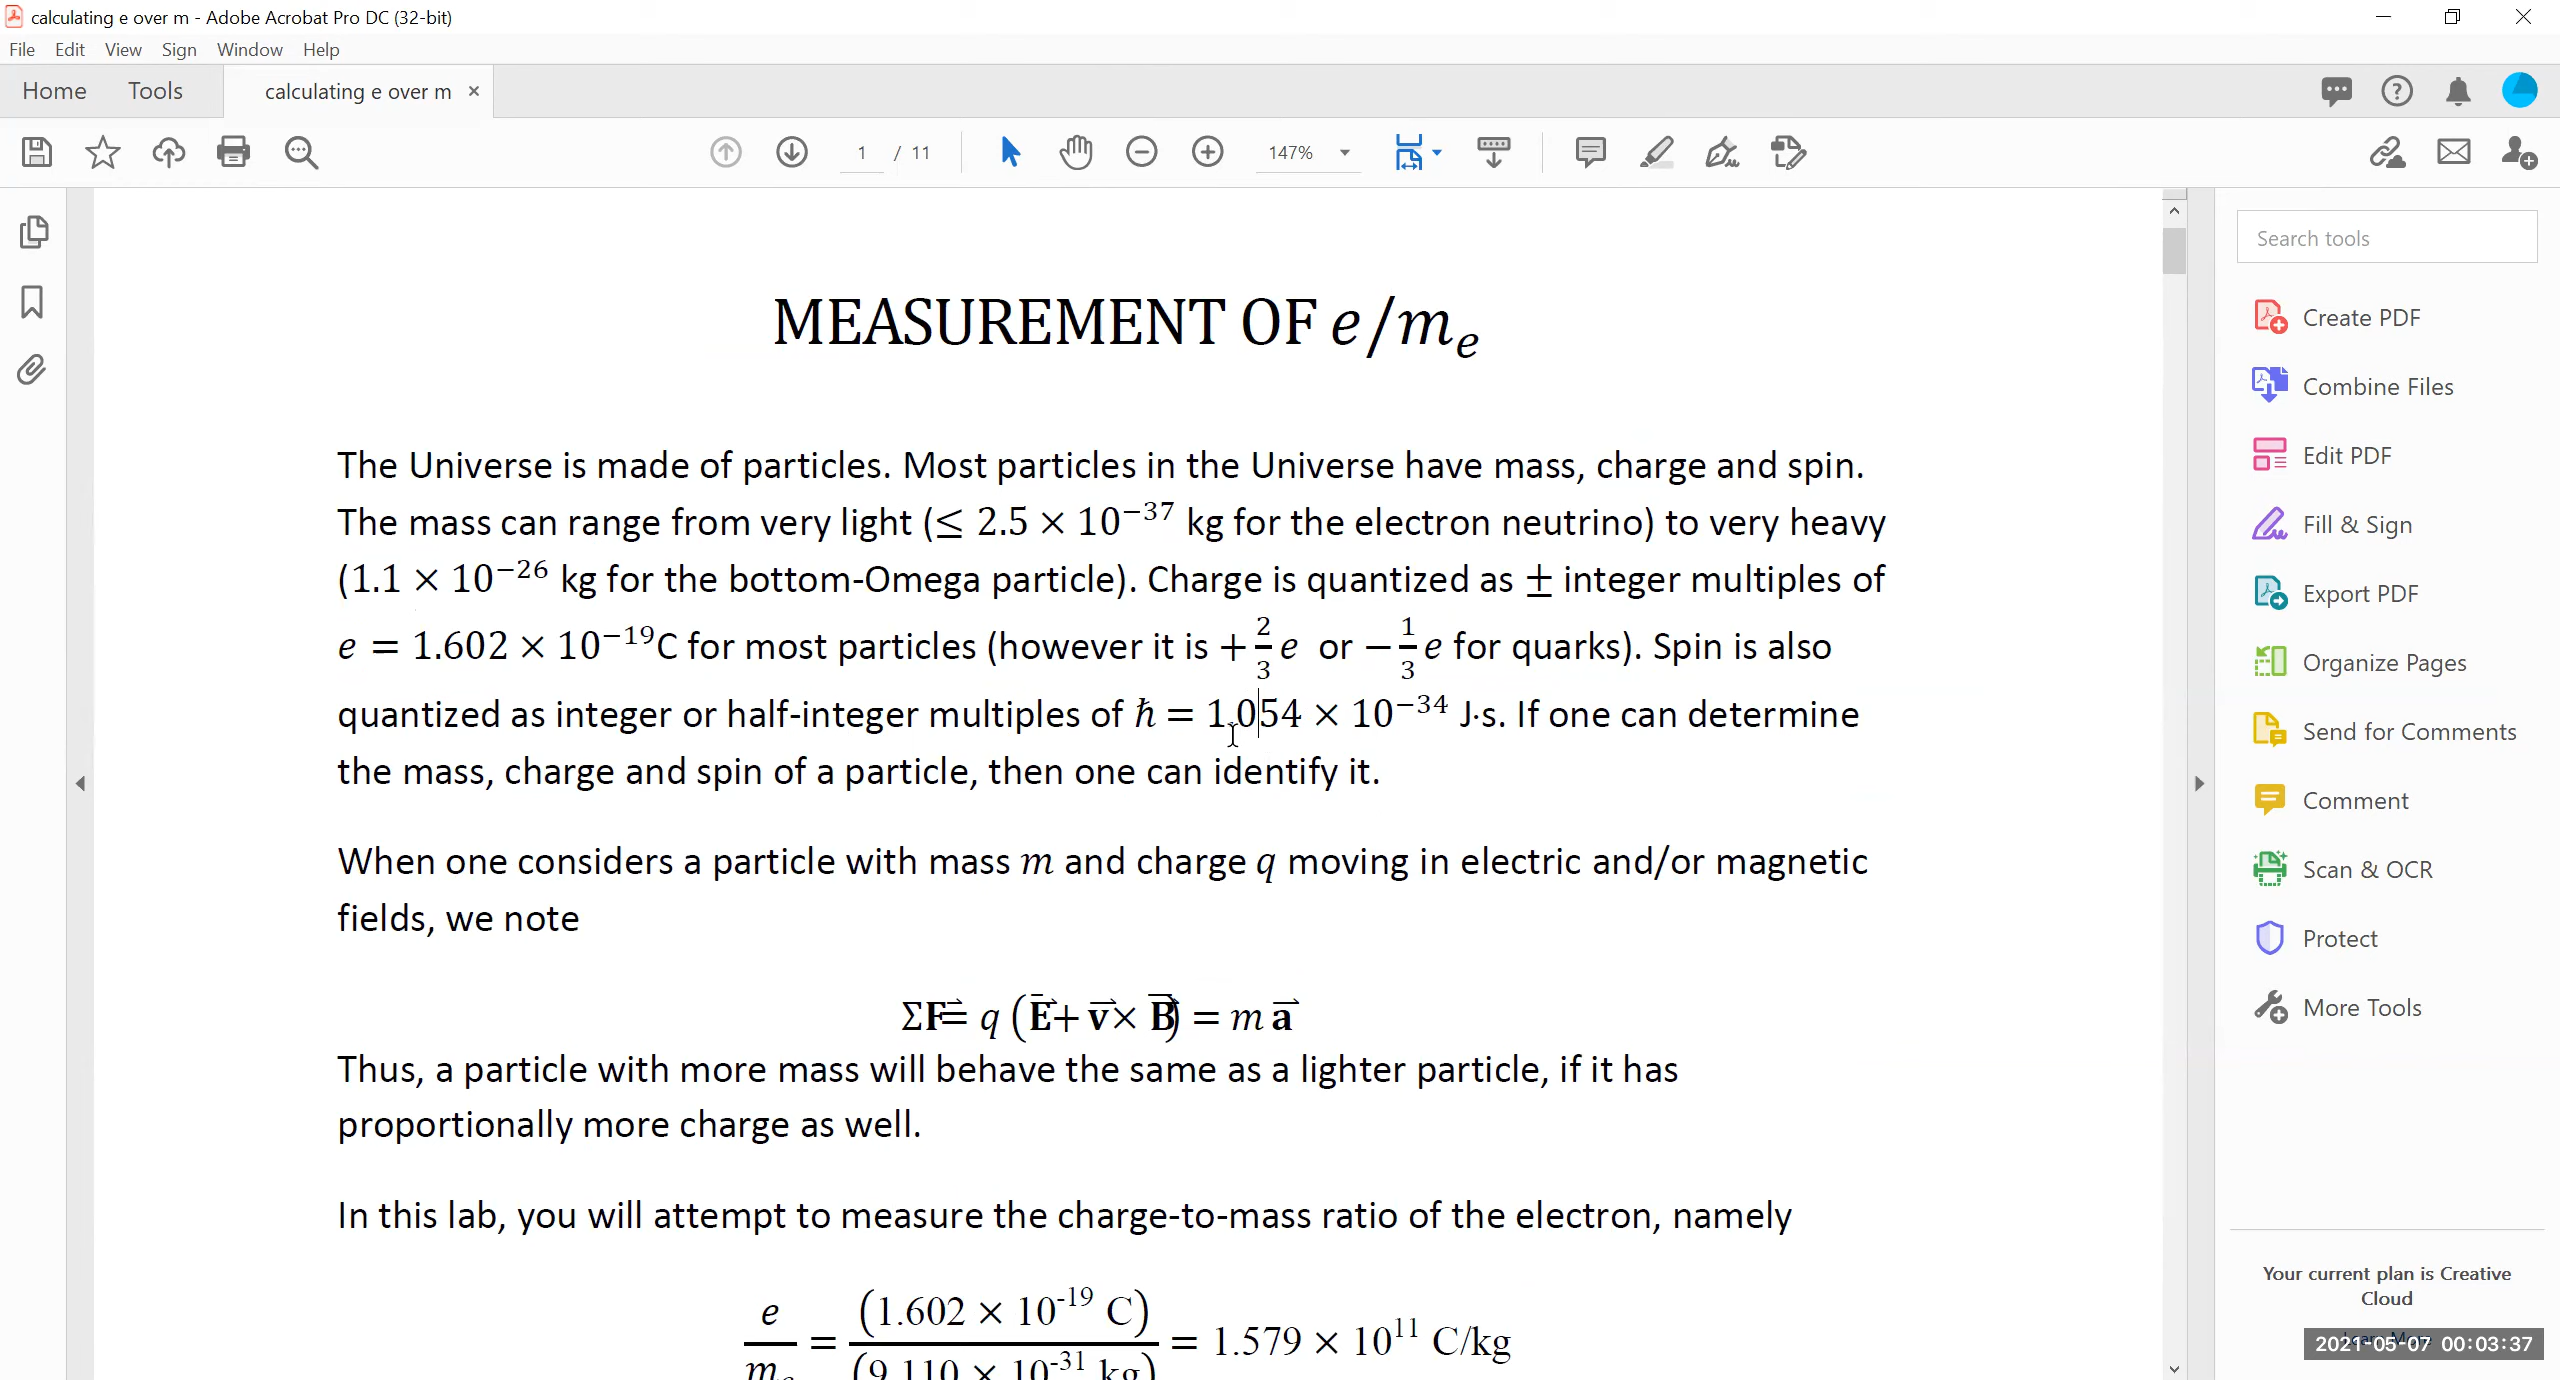 calculating e over m - Adobe Acrobat Pro DC (32-bit)
File Edit View Sign Window Help
Home Tools calculating e over m ×
1 / 11 147%
Search tools
MEASUREMENT OF e/mₑ
The Universe is made of particles. Most particles in the Universe have mass, charge and spin.
The mass can range from very light (≤ 2.5 × 10⁻³⁷ kg for the electron neutrino) to very heavy
(1.1 × 10⁻²⁶ kg for the bottom-Omega particle). Charge is quantized as ± integer multiples of
e = 1.602 × 10⁻¹⁹C for most particles (however it is +2/3 e or −1/3 e for quarks). Spin is also
quantized as integer or half-integer multiples of ℏ = 1.054 × 10⁻³⁴ J·s. If one can determine
the mass, charge and spin of a particle, then one can identify it.
When one considers a particle with mass m and charge q moving in electric and/or magnetic
fields, we note
ΣF⃗ = q (E⃗ + v⃗ × B⃗) = m a⃗
Thus, a particle with more mass will behave the same as a lighter particle, if it has
proportionally more charge as well.
In this lab, you will attempt to measure the charge-to-mass ratio of the electron, namely
e/mₑ = (1.602 × 10⁻¹⁹ C)/(9.110 × 10⁻³¹ kg) = 1.579 × 10¹¹ C/kg
Create PDF
Combine Files
Edit PDF
Fill & Sign
Export PDF
Organize Pages
Send for Comments
Comment
Scan & OCR
Protect
More Tools
Your current plan is Creative
Cloud
2021-05-07 00:03:37